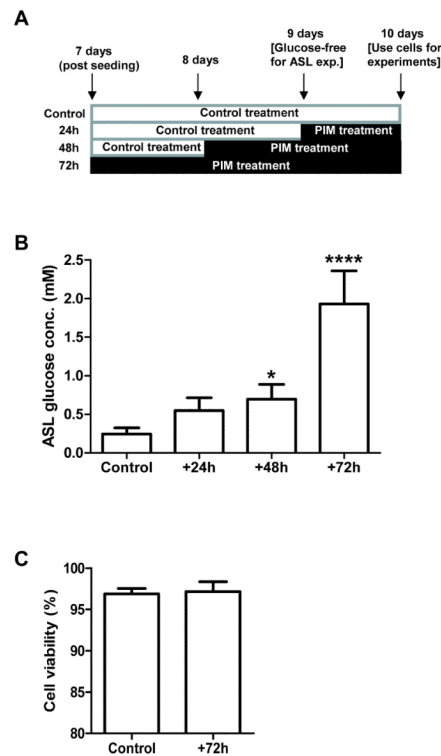 A
7 days
(post seeding)
8 days
9 days
[Glucose-free
for ASL exp.]
10 days
[Use cells for
experiments]
Control
Control treatment
24h
Control treatment
PIM treatment
48h
Control treatment
PIM treatment
72h
PIM treatment
B
ASL glucose conc. (mM)
2.5
2.0
1.5
1.0
0.5
0.0
*
****
Control
+24h
+48h
+72h
C
Cell viability (%)
100
95
90
85
80
Control
+72h